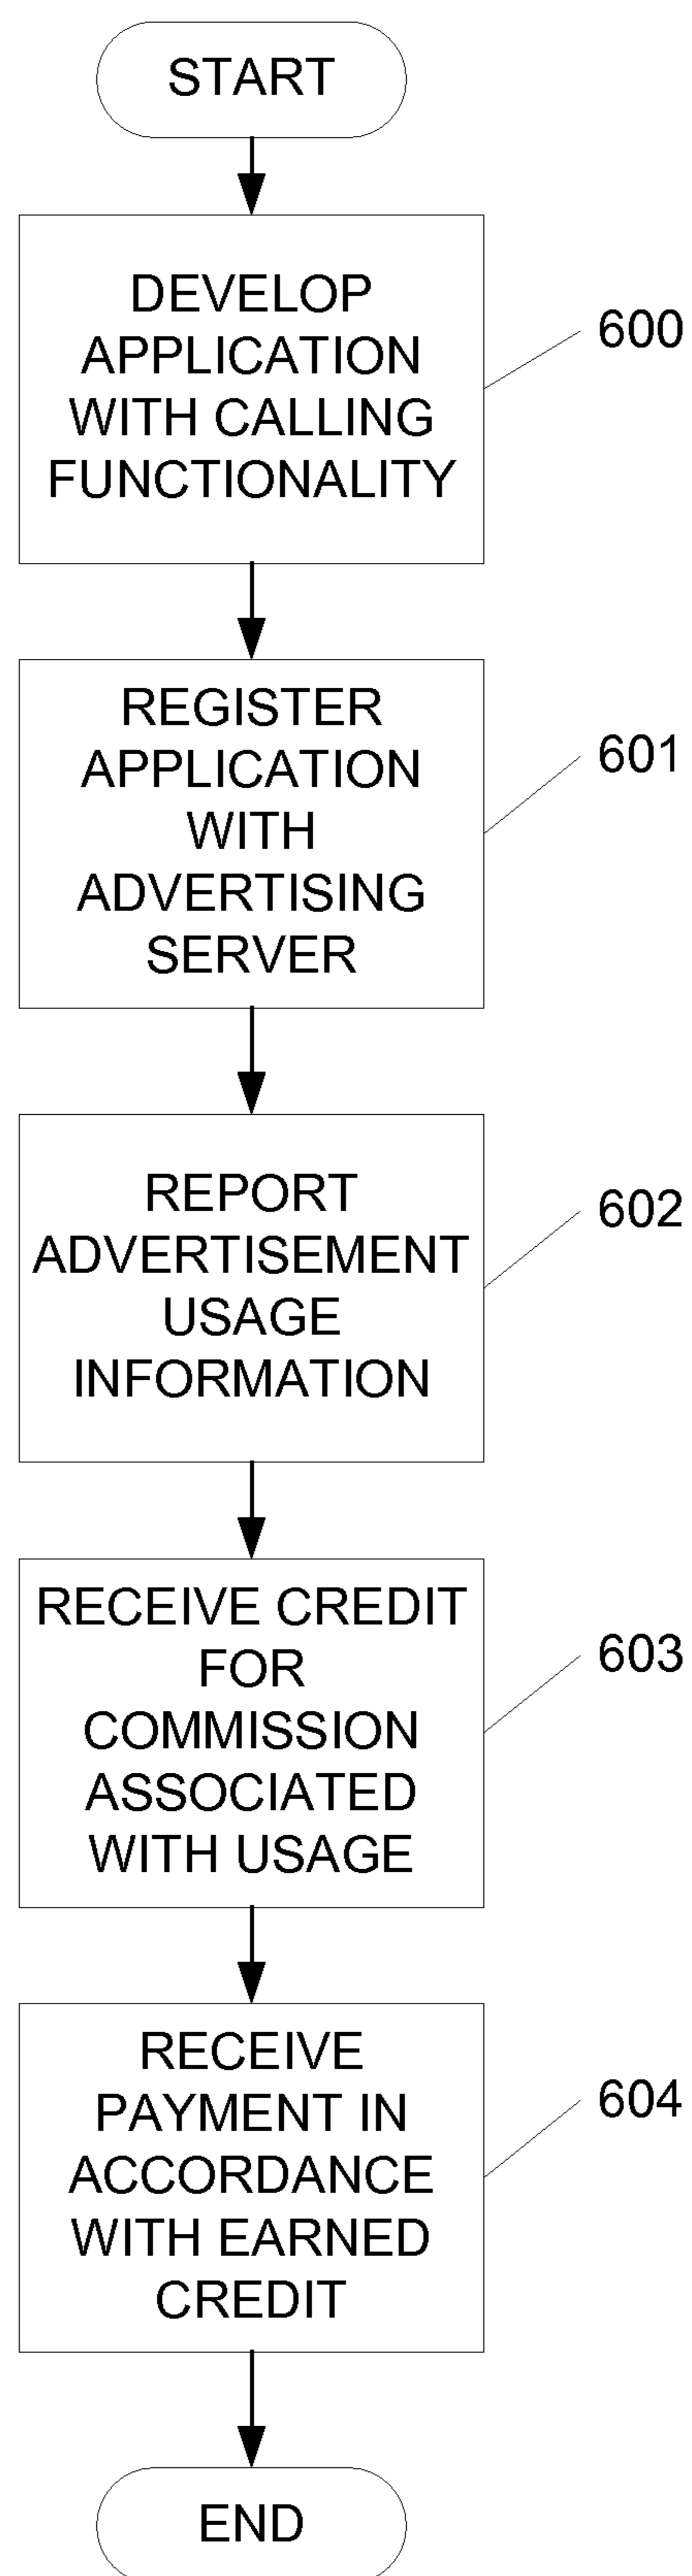 START
DEVELOP
APPLICATION
WITH CALLING
FUNCTIONALITY
600
REGISTER
APPLICATION
WITH
ADVERTISING
SERVER
601
REPORT
ADVERTISEMENT
USAGE
INFORMATION
602
RECEIVE CREDIT
FOR
COMMISSION
ASSOCIATED
WITH USAGE
603
RECEIVE
PAYMENT IN
ACCORDANCE
WITH EARNED
CREDIT
604
END